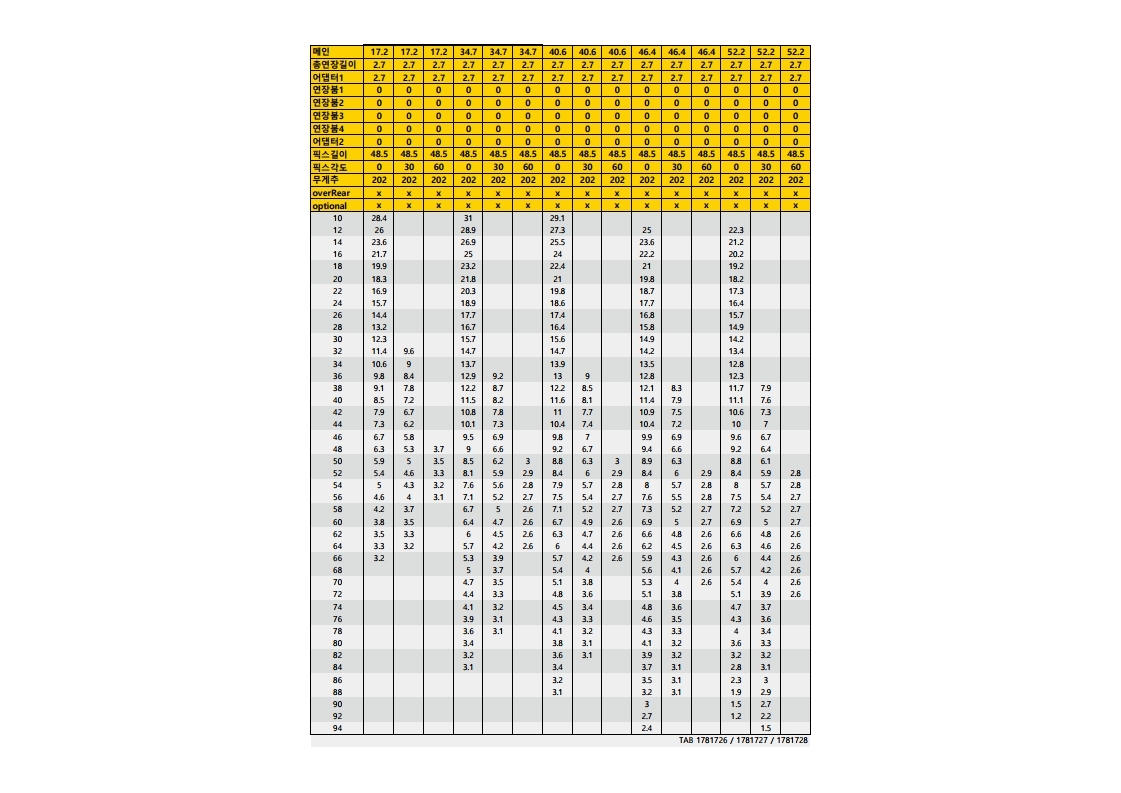 메인 17.2 17.2 17.2 34.7 34.7 34.7 40.6 40.6 40.6 46.4 46.4 46.4 52.2 52.2 52.2
총연장길이 2.7 2.7 2.7 2.7 2.7 2.7 2.7 2.7 2.7 2.7 2.7 2.7 2.7 2.7 2.7
어댑터1 2.7 2.7 2.7 2.7 2.7 2.7 2.7 2.7 2.7 2.7 2.7 2.7 2.7 2.7 2.7
연장붐1 0 0 0 0 0 0 0 0 0 0 0 0 0 0 0
연장붐2 0 0 0 0 0 0 0 0 0 0 0 0 0 0 0
연장붐3 0 0 0 0 0 0 0 0 0 0 0 0 0 0 0
연장붐4 0 0 0 0 0 0 0 0 0 0 0 0 0 0 0
어댑터2 0 0 0 0 0 0 0 0 0 0 0 0 0 0 0
픽스길이 48.5 48.5 48.5 48.5 48.5 48.5 48.5 48.5 48.5 48.5 48.5 48.5 48.5 48.5 48.5
픽스각도 0 30 60 0 30 60 0 30 60 0 30 60 0 30 60
무게추 202 202 202 202 202 202 202 202 202 202 202 202 202 202 202
overRear x x x x x x x x x x x x x x x
optional x x x x x x x x x x x x x x x
10 28.4 31 29.1
12 26 28.9 27.3 25 22.3
14 23.6 26.9 25.5 23.6 21.2
16 21.7 25 24 22.2 20.2
18 19.9 23.2 22.4 21 19.2
20 18.3 21.8 21 19.8 18.2
22 16.9 20.3 19.8 18.7 17.3
24 15.7 18.9 18.6 17.7 16.4
26 14.4 17.7 17.4 16.8 15.7
28 13.2 16.7 16.4 15.8 14.9
30 12.3 15.7 15.6 14.9 14.2
32 11.4 9.6 14.7 14.7 14.2 13.4
34 10.6 9 13.7 13.9 13.5 12.8
36 9.8 8.4 12.9 9.2 13 9 12.8 12.3
38 9.1 7.8 12.2 8.7 12.2 8.5 12.1 8.3 11.7 7.9
40 8.5 7.2 11.5 8.2 11.6 8.1 11.4 7.9 11.1 7.6
42 7.9 6.7 10.8 7.8 11 7.7 10.9 7.5 10.6 7.3
44 7.3 6.2 10.1 7.3 10.4 7.4 10.4 7.2 10 7
46 6.7 5.8 9.5 6.9 9.8 7 9.9 6.9 9.6 6.7
48 6.3 5.3 3.7 9 6.6 9.2 6.7 9.4 6.6 9.2 6.4
50 5.9 5 3.5 8.5 6.2 3 8.8 6.3 3 8.9 6.3 8.8 6.1
52 5.4 4.6 3.3 8.1 5.9 2.9 8.4 6 2.9 8.4 6 2.9 8.4 5.9 2.8
54 5 4.3 3.2 7.6 5.6 2.8 7.9 5.7 2.8 8 5.7 2.8 8 5.7 2.8
56 4.6 4 3.1 7.1 5.2 2.7 7.5 5.4 2.7 7.6 5.5 2.8 7.5 5.4 2.7
58 4.2 3.7 6.7 5 2.6 7.1 5.2 2.7 7.3 5.2 2.7 7.2 5.2 2.7
60 3.8 3.5 6.4 4.7 2.6 6.7 4.9 2.6 6.9 5 2.7 6.9 5 2.7
62 3.5 3.3 6 4.5 2.6 6.3 4.7 2.6 6.6 4.8 2.6 6.6 4.8 2.6
64 3.3 3.2 5.7 4.2 2.6 6 4.4 2.6 6.2 4.5 2.6 6.3 4.6 2.6
66 3.2 5.3 3.9 5.7 4.2 2.6 5.9 4.3 2.6 6 4.4 2.6
68 5 3.7 5.4 4 5.6 4.1 2.6 5.7 4.2 2.6
70 4.7 3.5 5.1 3.8 5.3 4 2.6 5.4 4 2.6
72 4.4 3.3 4.8 3.6 5.1 3.8 5.1 3.9 2.6
74 4.1 3.2 4.5 3.4 4.8 3.6 4.7 3.7
76 3.9 3.1 4.3 3.3 4.6 3.5 4.3 3.6
78 3.6 3.1 4.1 3.2 4.3 3.3 4 3.4
80 3.4 3.8 3.1 4.1 3.2 3.6 3.3
82 3.2 3.6 3.1 3.9 3.2 3.2 3.2
84 3.1 3.4 3.7 3.1 2.8 3.1
86 3.2 3.5 3.1 2.3 3
88 3.1 3.2 3.1 1.9 2.9
90 3 1.5 2.7
92 2.7 1.2 2.2
94 2.4 1.5
TAB 1781726 / 1781727 / 1781728